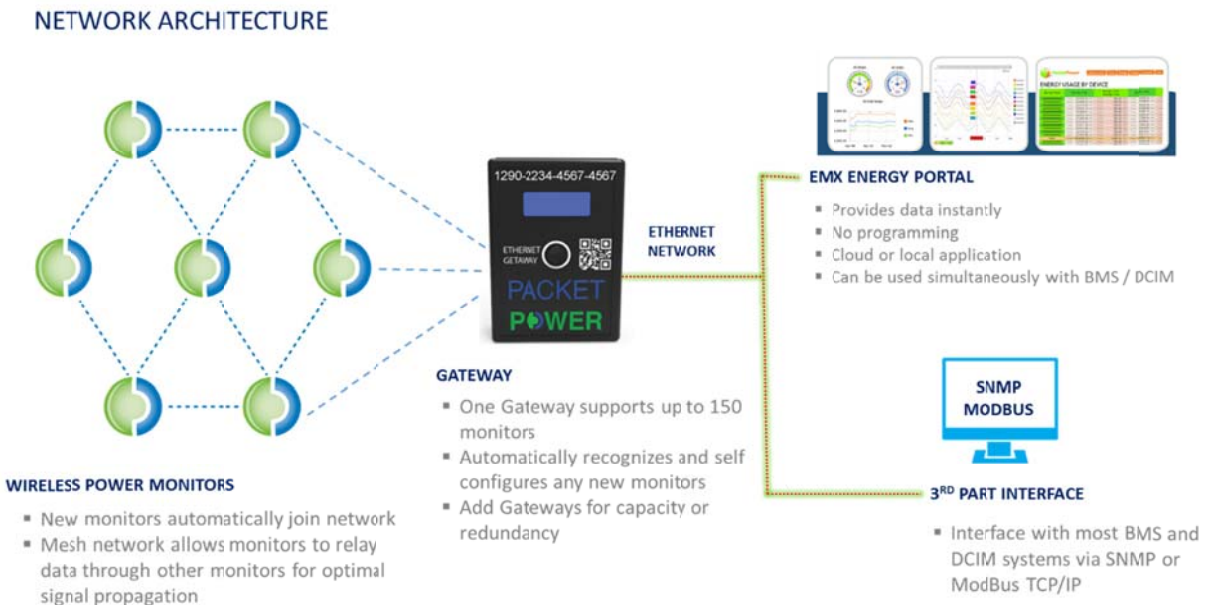 NETWORK ARCHITECTURE
1290-2234-4567-4567
ETHERNET
GETAWAY
PACKET
POWER
ETHERNET
NETWORK
ENERGY USAGE BY DEVICE
EMX ENERGY PORTAL
▪ Provides data instantly
▪ No programming
▪ Cloud or local application
▪ Can be used simultaneously with BMS / DCIM
GATEWAY
▪ One Gateway supports up to 150
monitors
▪ Automatically recognizes and self
configures any new monitors
▪ Add Gateways for capacity or
redundancy
SNMP
MODBUS
WIRELESS POWER MONITORS
▪ New monitors automatically join network
▪ Mesh network allows monitors to relay
data through other monitors for optimal
signal propagation
3RD PART INTERFACE
▪ Interface with most BMS and
DCIM systems via SNMP or
ModBus TCP/IP